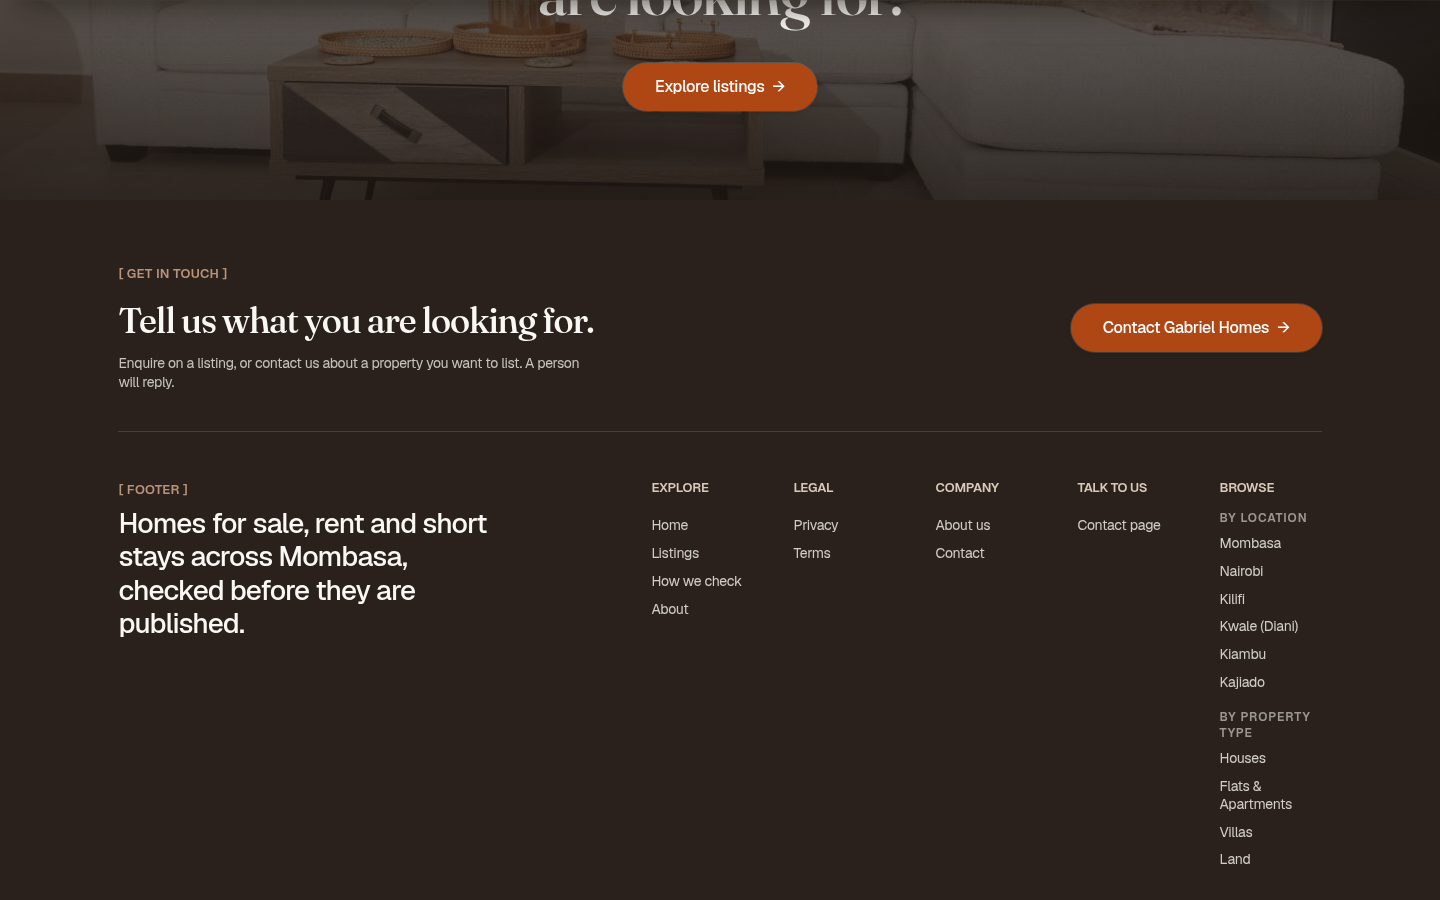 are looking for.
Explore listings →
[ GET IN TOUCH ]
Tell us what you are looking for.
Enquire on a listing, or contact us about a property you want to list. A person
will reply.
Contact Gabriel Homes →
[ FOOTER ]
Homes for sale, rent and short
stays across Mombasa,
checked before they are
published.
EXPLORE
Home
Listings
How we check
About
LEGAL
Privacy
Terms
COMPANY
About us
Contact
TALK TO US
Contact page
BROWSE
BY LOCATION
Mombasa
Nairobi
Kilifi
Kwale (Diani)
Kiambu
Kajiado
BY PROPERTY
TYPE
Houses
Flats &
Apartments
Villas
Land